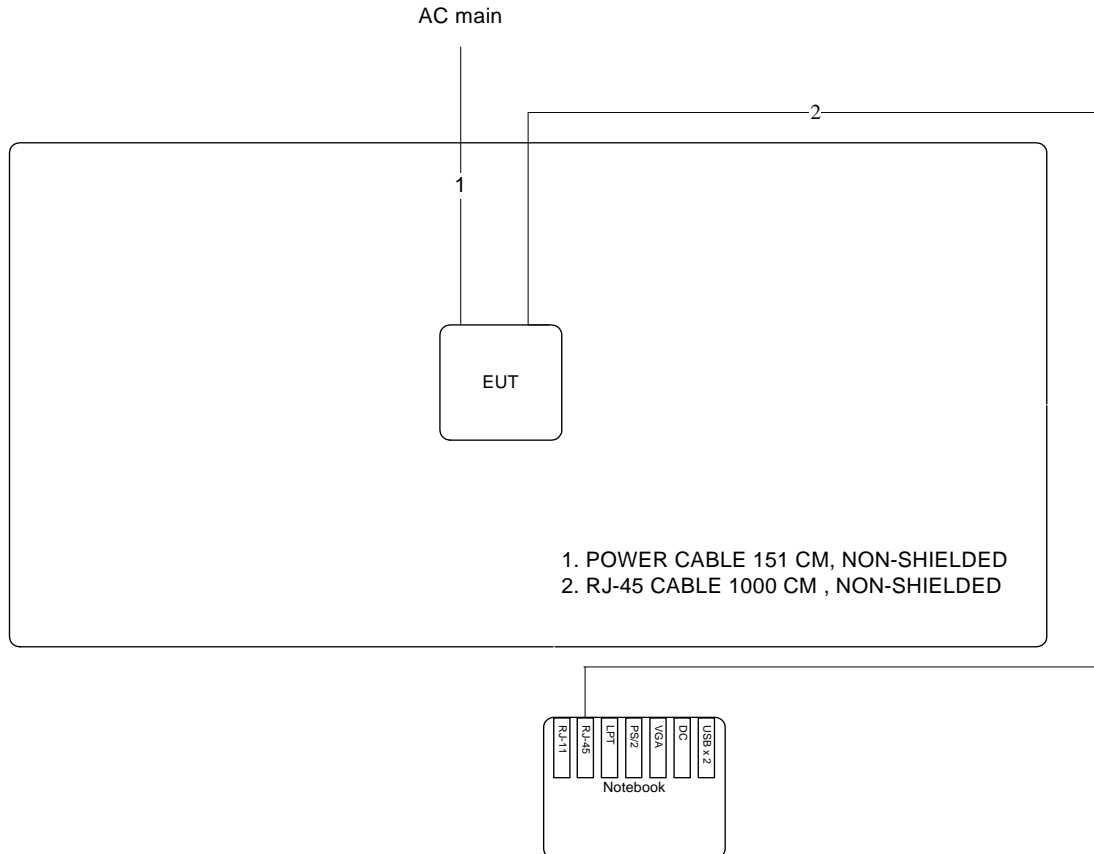 AC main
2
1
EUT
1. POWER CABLE 151 CM, NON-SHIELDED
2. RJ-45 CABLE 1000 CM , NON-SHIELDED
RJ-11
RJ-45
LPT
PS/2
VGA
DC
USB x 2
Notebook